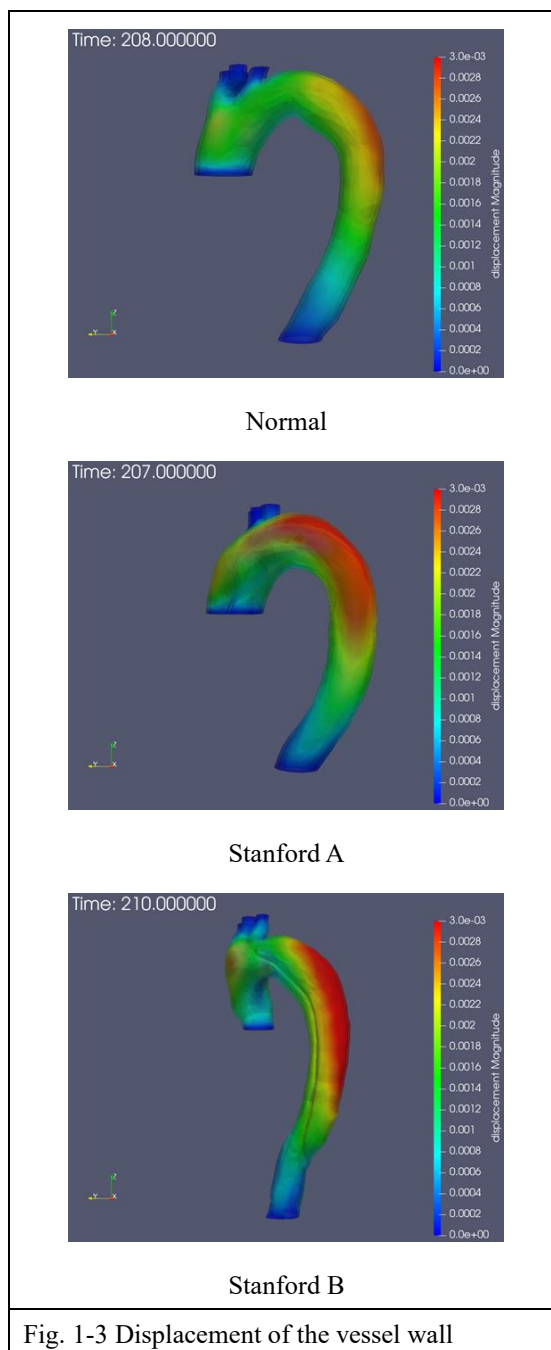 Time: 208.000000
3.0e-03
0.0028
0.0026
0.0024
0.0022
0.002
0.0018
0.0016
0.0014
0.0012
0.001
0.0008
0.0006
0.0004
0.0002
0.0e+00
displacement Magnitude
Z
Y
X
Normal
Time: 207.000000
3.0e-03
0.0028
0.0026
0.0024
0.0022
0.002
0.0018
0.0016
0.0014
0.0012
0.001
0.0008
0.0006
0.0004
0.0002
0.0e+00
displacement Magnitude
Z
Y
X
Stanford A
Time: 210.000000
3.0e-03
0.0028
0.0026
0.0024
0.0022
0.002
0.0018
0.0016
0.0014
0.0012
0.001
0.0008
0.0006
0.0004
0.0002
0.0e+00
displacement Magnitude
Z
Y
X
Stanford B
Fig. 1-3 Displacement of the vessel wall